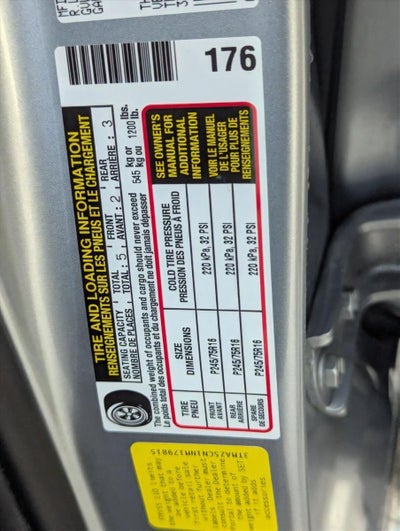 176
TIRE AND LOADING INFORMATION
RENSEIGNEMENTS SUR LES PNEUS ET LE CHARGEMENT
SEATING CAPACITY TOTAL FRONT REAR
NOMBRE DE PLACES TOTAL: 5 AVANT: 2 ARRIÈRE: 3
The combined weight of occupants and cargo should never exceed kg or lbs.
Le poids total des occupants et du chargement ne doit jamais dépasser 545 kg ou 1200 lb.
TIRE SIZE COLD TIRE PRESSURE
PNEU DIMENSIONS PRESSION DES PNEUS À FROID
FRONT
AVANT P245/75R16 220 kPa, 32 PSI
REAR
ARRIÈRE P245/75R16 220 kPa, 32 PSI
SPARE
DE SECOURS P245/75R16 220 kPa, 32 PSI
SEE OWNER'S
MANUAL FOR
ADDITIONAL
INFORMATION
VOIR LE MANUEL
DE L'USAGER
POUR PLUS DE
RENSEIGNEMENTS
3TMAZ5CN1NM179815